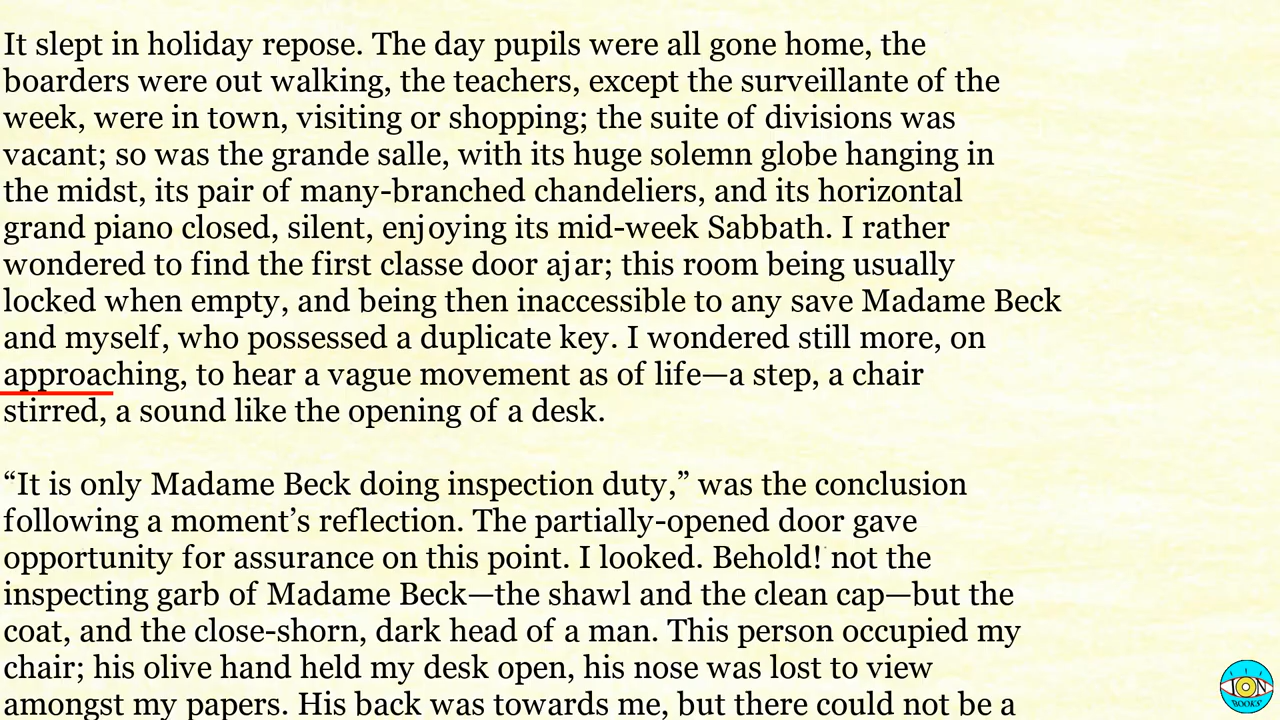 It slept in holiday repose. The day pupils were all gone home, the
boarders were out walking, the teachers, except the surveillante of the
week, were in town, visiting or shopping; the suite of divisions was
vacant; so was the grande salle, with its huge solemn globe hanging in
the midst, its pair of many-branched chandeliers, and its horizontal
grand piano closed, silent, enjoying its mid-week Sabbath. I rather
wondered to find the first classe door ajar; this room being usually
locked when empty, and being then inaccessible to any save Madame Beck
and myself, who possessed a duplicate key. I wondered still more, on
approaching, to hear a vague movement as of life—a step, a chair
stirred, a sound like the opening of a desk.
“It is only Madame Beck doing inspection duty,” was the conclusion
following a moment’s reflection. The partially-opened door gave
opportunity for assurance on this point. I looked. Behold! not the
inspecting garb of Madame Beck—the shawl and the clean cap—but the
coat, and the close-shorn, dark head of a man. This person occupied my
chair; his olive hand held my desk open, his nose was lost to view
amongst my papers. His back was towards me, but there could not be a
ION
BOOKS